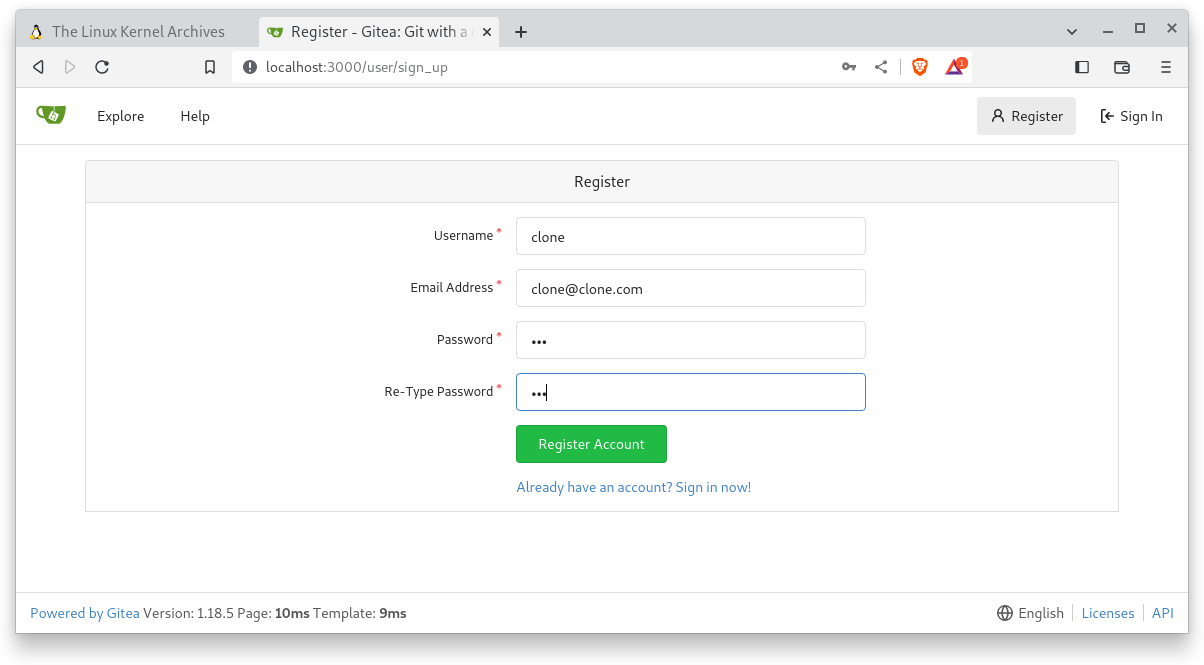 The Linux Kernel Archives
Register - Gitea: Git with a c
localhost:3000/user/sign_up
1
Explore Help Register Sign In
Register
Username *
clone
Email Address *
clone@clone.com
Password *
•••
Re-Type Password *
•••
Register Account
Already have an account? Sign in now!
Powered by Gitea Version: 1.18.5 Page: 10ms Template: 9ms English Licenses API